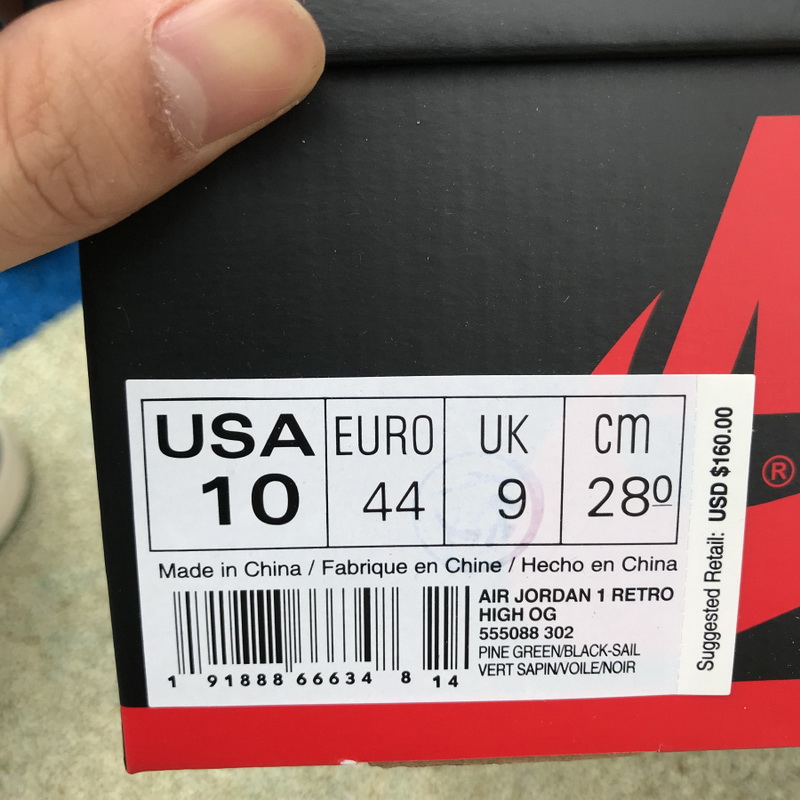 USA EURO UK cm
10 44 9 28⁰
Made in China / Fabrique en Chine / Hecho en China
AIR JORDAN 1 RETRO
HIGH OG
555088 302
PINE GREEN/BLACK-SAIL
VERT SAPIN/VOILE/NOIR
1 91888 66634 8 14
Suggested Retail: USD $160.00
®